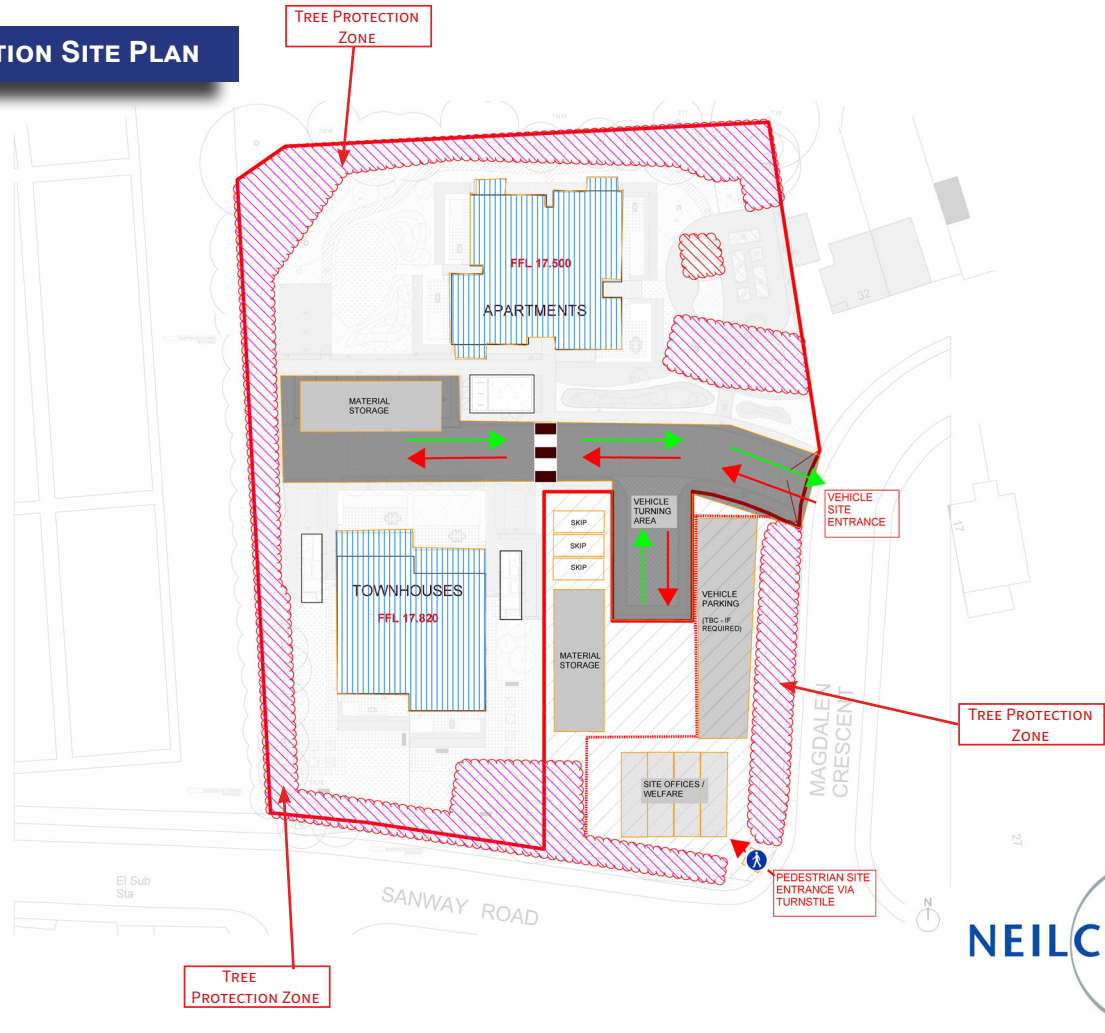 TION SITE PLAN
TREE PROTECTION
ZONE
FFL 17.500
APARTMENTS
32
MATERIAL
STORAGE
VEHICLE
SITE
ENTRANCE
VEHICLE
TURNING
AREA
SKIP
SKIP
SKIP
17
TOWNHOUSES
FFL 17.820
VEHICLE
PARKING
(TBC - IF
REQUIRED)
MATERIAL
STORAGE
MAGDALEN
CRESCENT
TREE PROTECTION
ZONE
SITE OFFICES /
WELFARE
27
El Sub
Sta
SANWAY ROAD
PEDESTRIAN SITE
ENTRANCE VIA
TURNSTILE
N
NEILC
TREE
PROTECTION ZONE